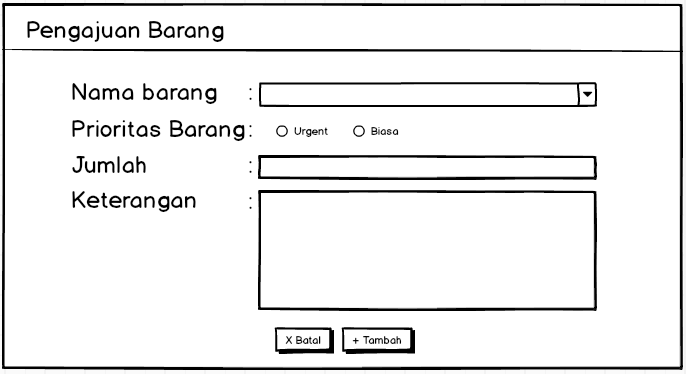 Pengajuan Barang
Nama barang :
Prioritas Barang: Urgent Biasa
Jumlah :
Keterangan :
X Batal + Tambah